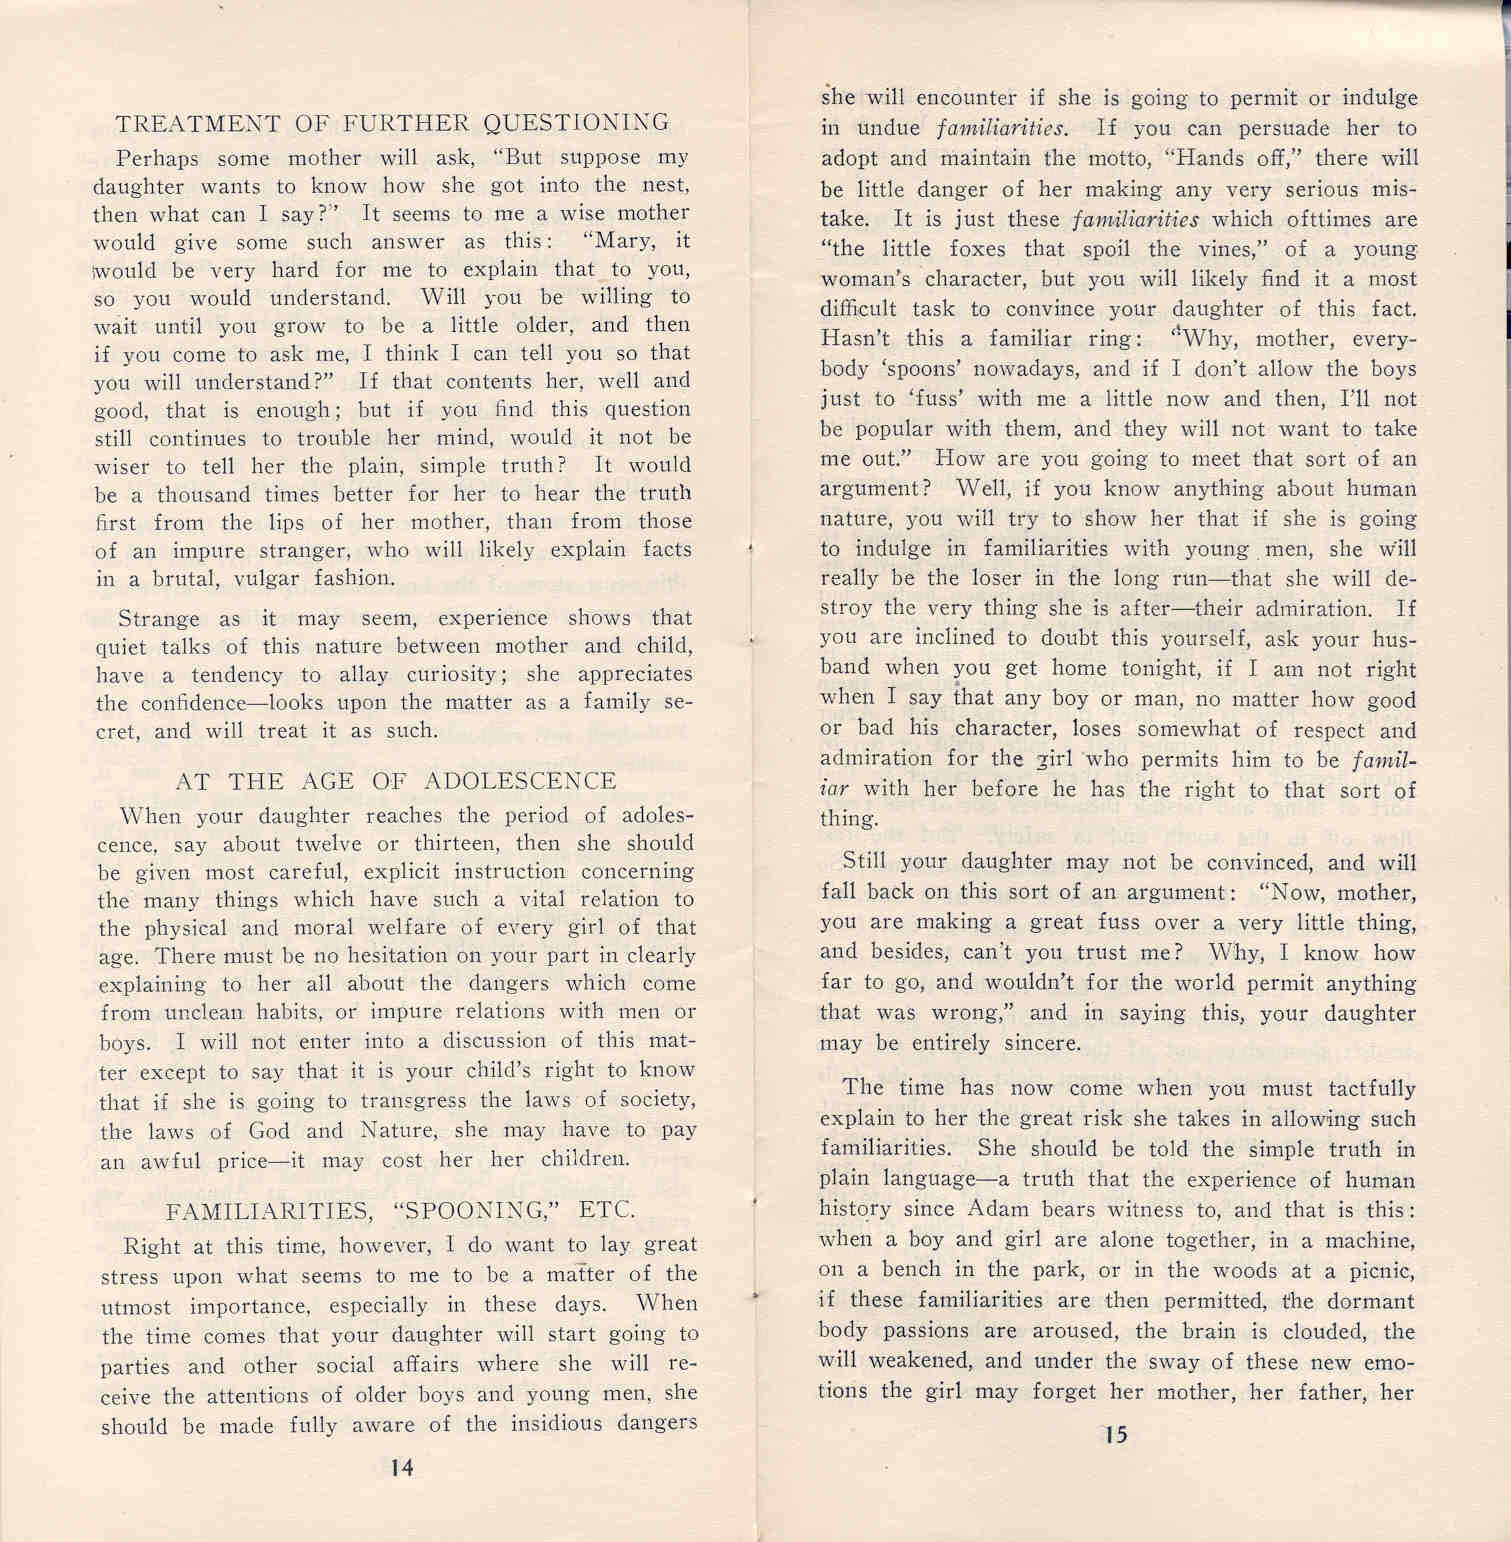 TREATMENT OF FURTHER QUESTIONING
Perhaps some mother will ask, “But suppose my
daughter wants to know how she got into the nest,
then what can I say?” It seems to me a wise mother
would give some such answer as this: “Mary, it
would be very hard for me to explain that to you,
so you would understand. Will you be willing to
wait until you grow to be a little older, and then
if you come to ask me, I think I can tell you so that
you will understand?” If that contents her, well and
good, that is enough; but if you find this question
still continues to trouble her mind, would it not be
wiser to tell her the plain, simple truth? It would
be a thousand times better for her to hear the truth
first from the lips of her mother, than from those
of an impure stranger, who will likely explain facts
in a brutal, vulgar fashion.
Strange as it may seem, experience shows that
quiet talks of this nature between mother and child,
have a tendency to allay curiosity; she appreciates
the confidence—looks upon the matter as a family se-
cret, and will treat it as such.
AT THE AGE OF ADOLESCENCE
When your daughter reaches the period of adoles-
cence, say about twelve or thirteen, then she should
be given most careful, explicit instruction concerning
the many things which have such a vital relation to
the physical and moral welfare of every girl of that
age. There must be no hesitation on your part in clearly
explaining to her all about the dangers which come
from unclean habits, or impure relations with men or
boys. I will not enter into a discussion of this mat-
ter except to say that it is your child’s right to know
that if she is going to transgress the laws of society,
the laws of God and Nature, she may have to pay
an awful price—it may cost her her children.
FAMILIARITIES, “SPOONING,” ETC.
Right at this time, however, I do want to lay great
stress upon what seems to me to be a matter of the
utmost importance, especially in these days. When
the time comes that your daughter will start going to
parties and other social affairs where she will re-
ceive the attentions of older boys and young men, she
should be made fully aware of the insidious dangers
14
she will encounter if she is going to permit or indulge
in undue familiarities. If you can persuade her to
adopt and maintain the motto, “Hands off,” there will
be little danger of her making any very serious mis-
take. It is just these familiarities which ofttimes are
“the little foxes that spoil the vines,” of a young
woman’s character, but you will likely find it a most
difficult task to convince your daughter of this fact.
Hasn’t this a familiar ring: “Why, mother, every-
body ‘spoons’ nowadays, and if I don’t allow the boys
just to ‘fuss’ with me a little now and then, I’ll not
be popular with them, and they will not want to take
me out.” How are you going to meet that sort of an
argument? Well, if you know anything about human
nature, you will try to show her that if she is going
to indulge in familiarities with young men, she will
really be the loser in the long run—that she will de-
stroy the very thing she is after—their admiration. If
you are inclined to doubt this yourself, ask your hus-
band when you get home tonight, if I am not right
when I say that any boy or man, no matter how good
or bad his character, loses somewhat of respect and
admiration for the girl who permits him to be famil-
iar with her before he has the right to that sort of
thing.
Still your daughter may not be convinced, and will
fall back on this sort of an argument: “Now, mother,
you are making a great fuss over a very little thing,
and besides, can’t you trust me? Why, I know how
far to go, and wouldn’t for the world permit anything
that was wrong,” and in saying this, your daughter
may be entirely sincere.
The time has now come when you must tactfully
explain to her the great risk she takes in allowing such
familiarities. She should be told the simple truth in
plain language—a truth that the experience of human
history since Adam bears witness to, and that is this:
when a boy and girl are alone together, in a machine,
on a bench in the park, or in the woods at a picnic,
if these familiarities are then permitted, the dormant
body passions are aroused, the brain is clouded, the
will weakened, and under the sway of these new emo-
tions the girl may forget her mother, her father, her
15